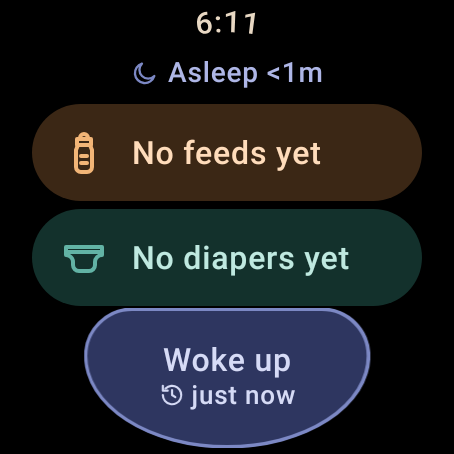 6:11
Asleep <1m
No feeds yet
No diapers yet
Woke up
just now